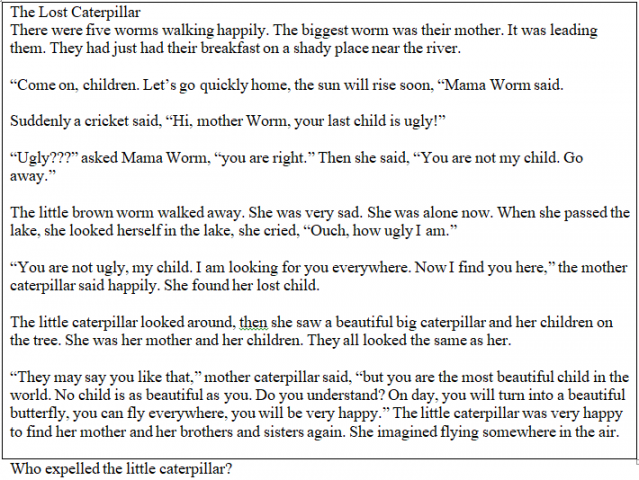 The Lost Caterpillar
There were five worms walking happily. The biggest worm was their mother. It was leading
them. They had just had their breakfast on a shady place near the river.
“Come on, children. Let’s go quickly home, the sun will rise soon, “Mama Worm said.
Suddenly a cricket said, “Hi, mother Worm, your last child is ugly!”
“Ugly???” asked Mama Worm, “you are right.” Then she said, “You are not my child. Go
away.”
The little brown worm walked away. She was very sad. She was alone now. When she passed the
lake, she looked herself in the lake, she cried, “Ouch, how ugly I am.”
“You are not ugly, my child. I am looking for you everywhere. Now I find you here,” the mother
caterpillar said happily. She found her lost child.
The little caterpillar looked around, then she saw a beautiful big caterpillar and her children on
the tree. She was her mother and her children. They all looked the same as her.
“They may say you like that,” mother caterpillar said, “but you are the most beautiful child in the
world. No child is as beautiful as you. Do you understand? On day, you will turn into a beautiful
butterfly, you can fly everywhere, you will be very happy.” The little caterpillar was very happy
to find her mother and her brothers and sisters again. She imagined flying somewhere in the air.
Who expelled the little caterpillar?